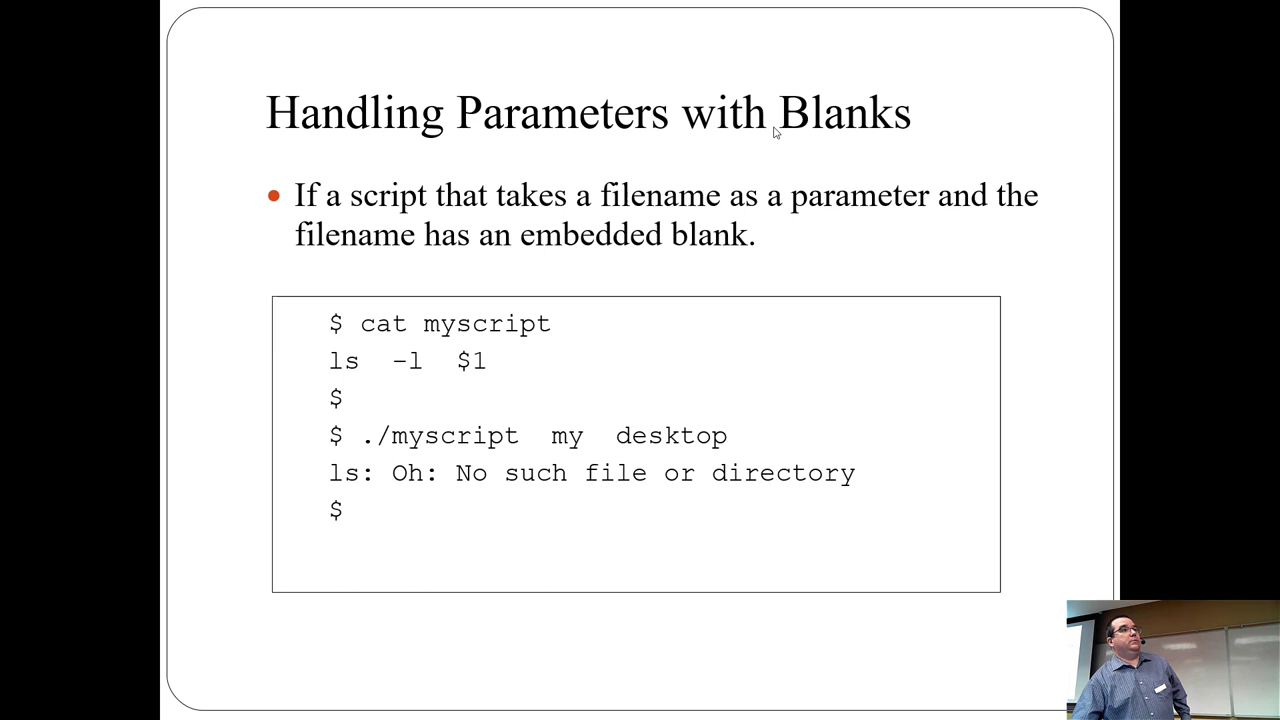 Handling Parameters with Blanks
• If a script that takes a filename as a parameter and the
filename has an embedded blank.
$ cat myscript
ls -l $1
$
$ ./myscript my desktop
ls: Oh: No such file or directory
$